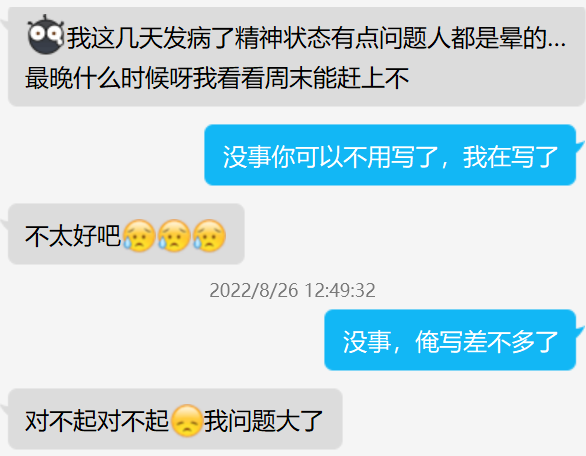 我这几天发病了精神状态有点问题人都是晕的...
最晚什么时候呀我看看周末能赶上不
没事你可以不用写了，我在写了
不太好吧😥😥😥
2022/8/26 12:49:32
没事，俺写差不多了
对不起对不起😞我问题大了